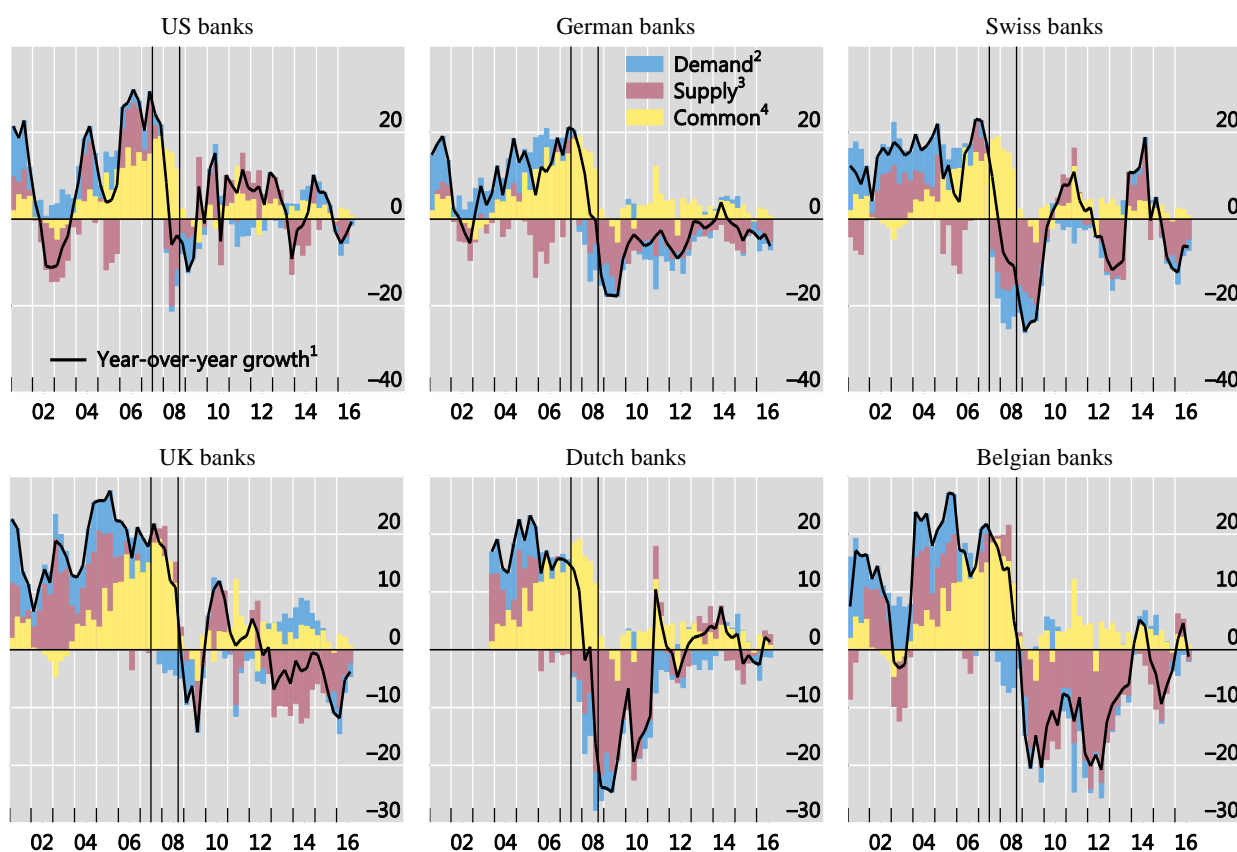 US banks
German banks
Swiss banks
Demand²
Supply³
Common⁴
20
0
−20
−40
20
0
−20
−40
20
0
−20
−40
Year-over-year growth¹
02 04 06 08 10 12 14 16
02 04 06 08 10 12 14 16
02 04 06 08 10 12 14 16
UK banks
Dutch banks
Belgian banks
20
10
0
−10
−20
−30
20
10
0
−10
−20
−30
20
10
0
−10
−20
−30
02 04 06 08 10 12 14 16
02 04 06 08 10 12 14 16
02 04 06 08 10 12 14 16